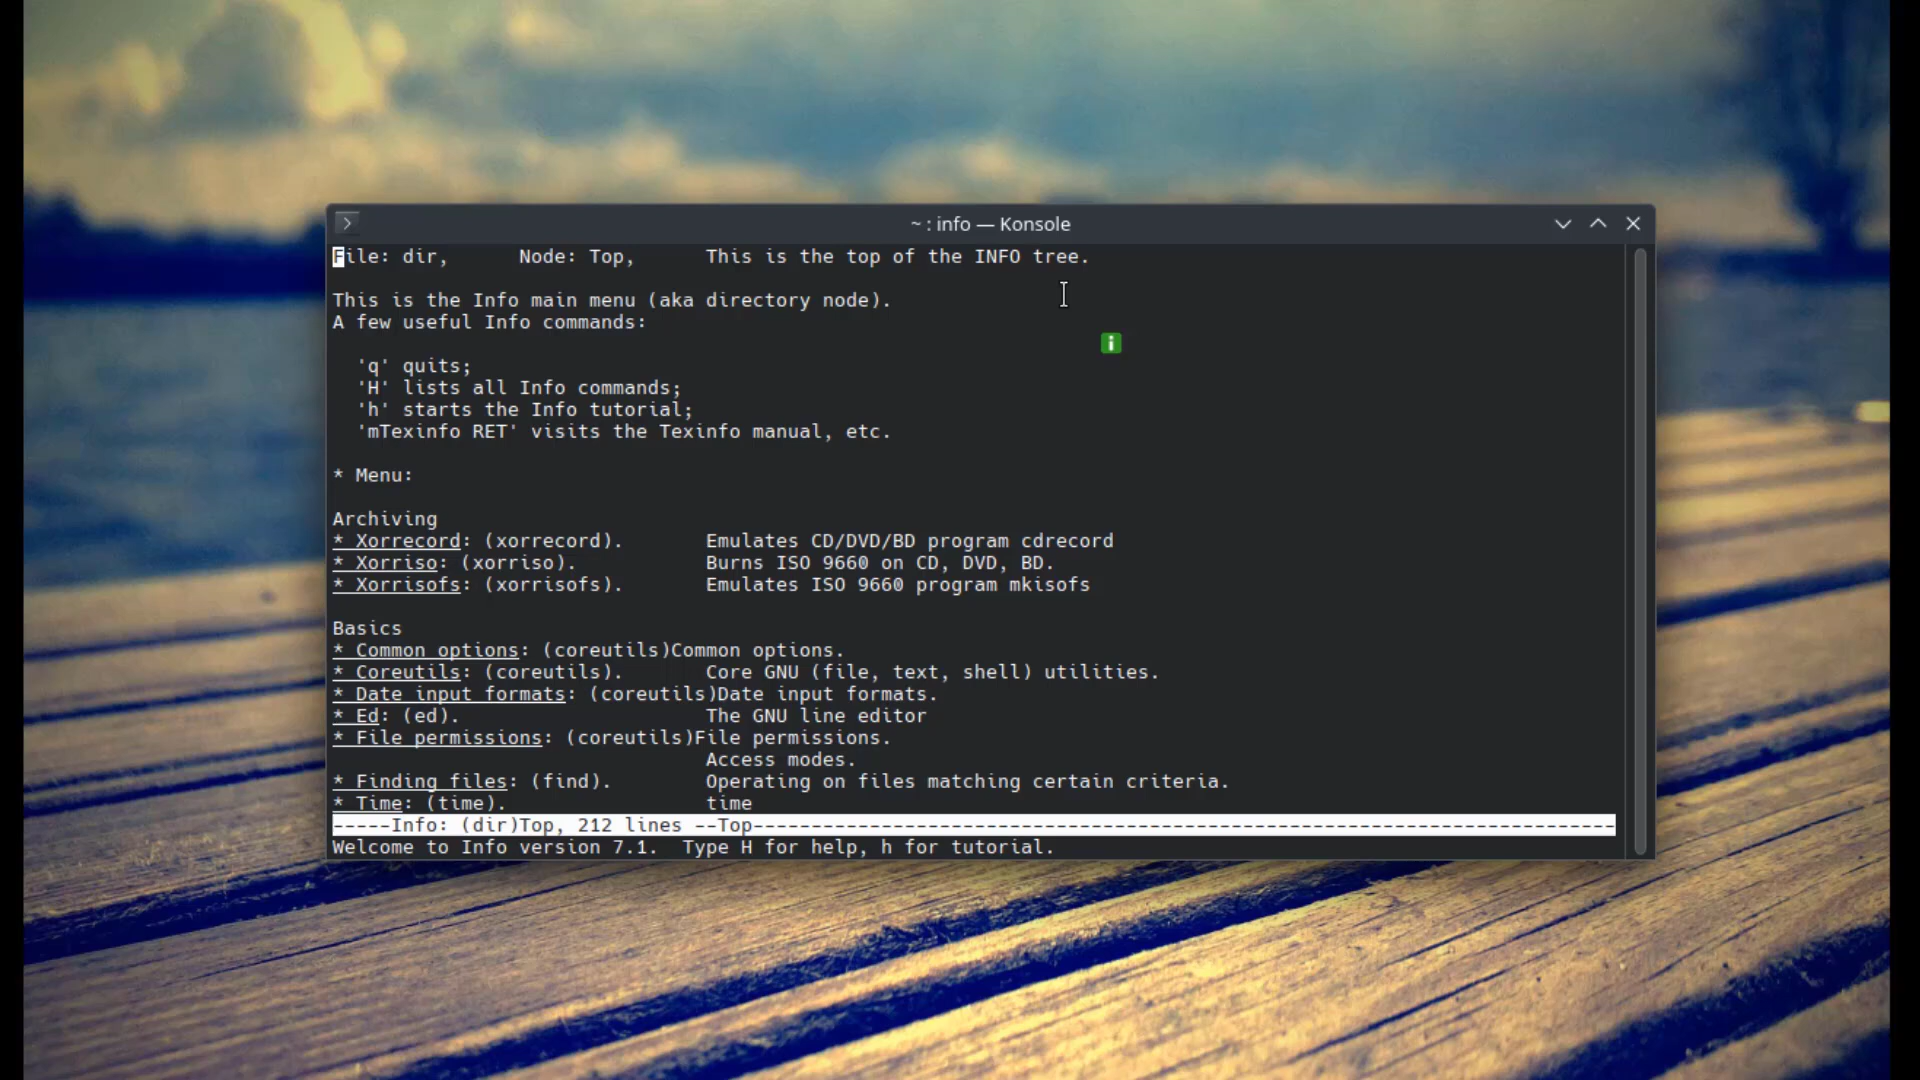 ~ : info — Konsole
File: dir,      Node: Top,      This is the top of the INFO tree.
This is the Info main menu (aka directory node).
A few useful Info commands:
'q' quits;
'H' lists all Info commands;
'h' starts the Info tutorial;
'mTexinfo RET' visits the Texinfo manual, etc.
* Menu:
Archiving
* Xorrecord: (xorrecord).       Emulates CD/DVD/BD program cdrecord
* Xorriso: (xorriso).           Burns ISO 9660 on CD, DVD, BD.
* Xorrisofs: (xorrisofs).       Emulates ISO 9660 program mkisofs
Basics
* Common options: (coreutils)Common options.
* Coreutils: (coreutils).       Core GNU (file, text, shell) utilities.
* Date input formats: (coreutils)Date input formats.
* Ed: (ed).                     The GNU line editor
* File permissions: (coreutils)File permissions.
Access modes.
* Finding files: (find).        Operating on files matching certain criteria.
* Time: (time).                 time
-----Info: (dir)Top, 212 lines --Top--------------------------------------------------------------------------
Welcome to Info version 7.1.  Type H for help, h for tutorial.